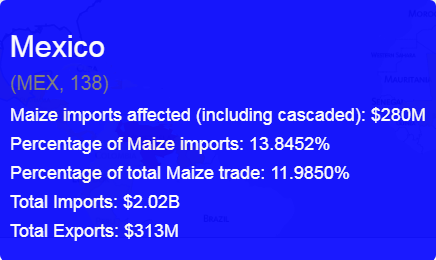 Mexico
(MEX, 138)
Maize imports affected (including cascaded): $280M
Percentage of Maize imports: 13.8452%
Percentage of total Maize trade: 11.9850%
Total Imports: $2.02B
Total Exports: $313M